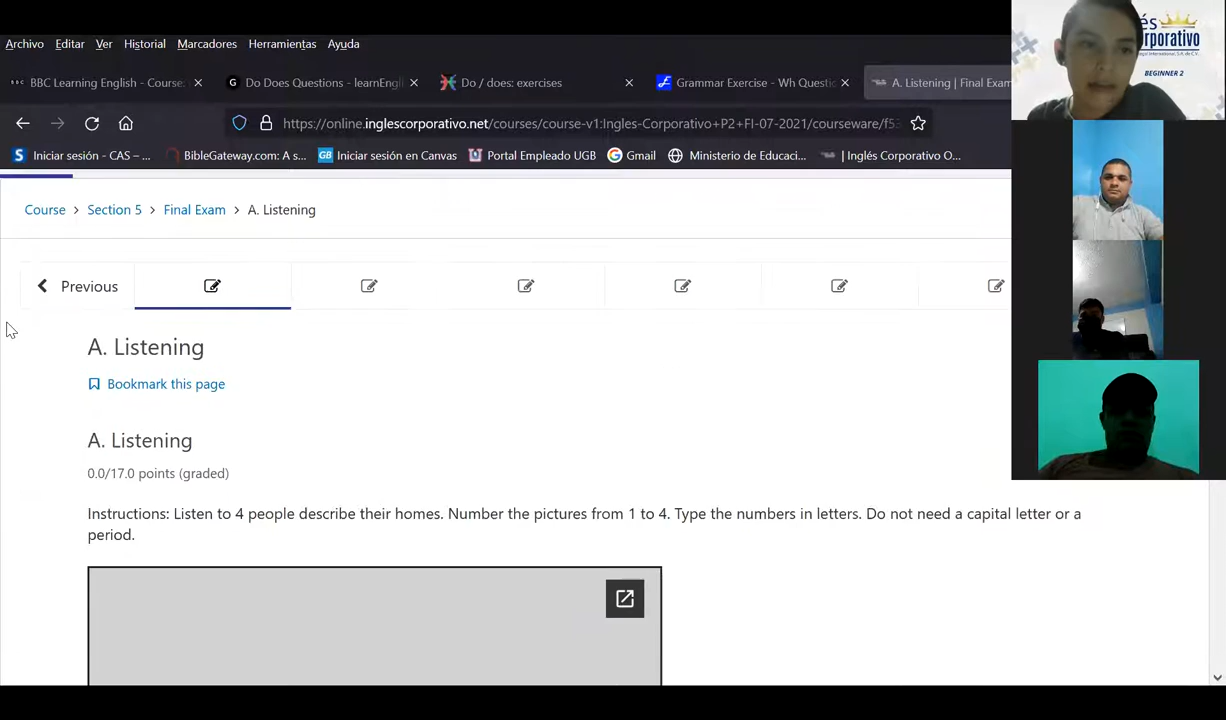 Archivo Editar Ver Historial Marcadores Herramientas Ayuda
BBC Learning English - Course:
Do Does Questions - learnEngli
Do / does: exercises
Grammar Exercise - Wh Questio
A. Listening | Final Exam
https://online.inglescorporativo.net/courses/course-v1:Ingles-Corporativo+P2+FI-07-2021/courseware/f5
Iniciar sesión - CAS – ...
BibleGateway.com: A s...
Iniciar sesión en Canvas
Portal Empleado UGB
Gmail
Ministerio de Educaci...
| Inglés Corporativo O...
BEGINNER 2
Course > Section 5 > Final Exam > A. Listening
Previous
A. Listening
Bookmark this page
A. Listening
0.0/17.0 points (graded)
Instructions: Listen to 4 people describe their homes. Number the pictures from 1 to 4. Type the numbers in letters. Do not need a capital letter or a
period.